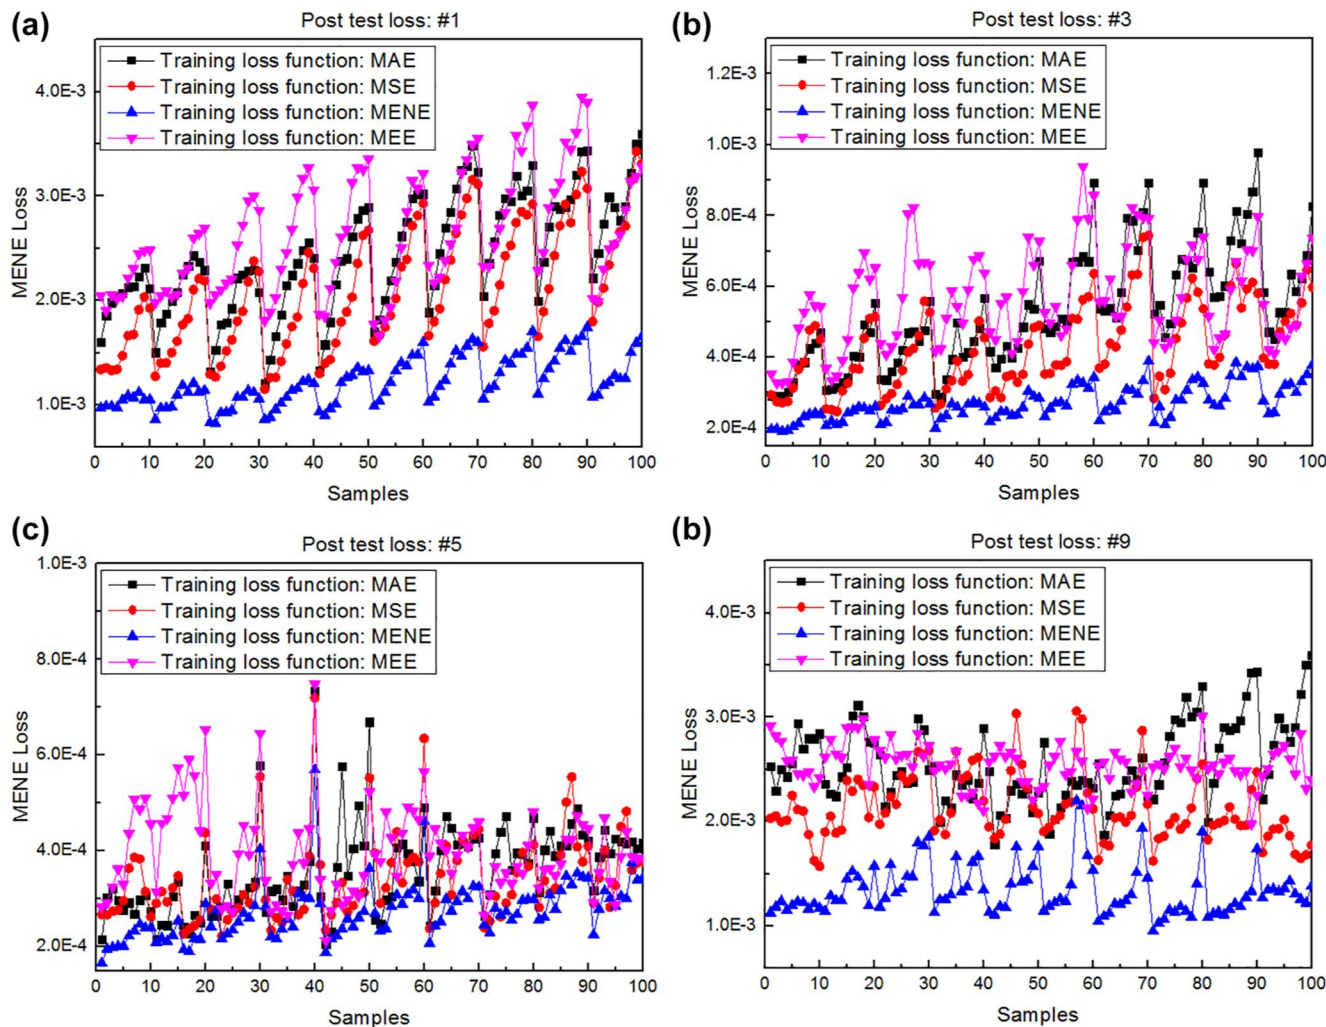 (a)
Post test loss: #1
Training loss function: MAE
Training loss function: MSE
Training loss function: MENE
Training loss function: MEE
4.0E-3
3.0E-3
2.0E-3
1.0E-3
MENE Loss
0 10 20 30 40 50 60 70 80 90 100
Samples
(b)
Post test loss: #3
Training loss function: MAE
Training loss function: MSE
Training loss function: MENE
Training loss function: MEE
1.2E-3
1.0E-3
8.0E-4
6.0E-4
4.0E-4
2.0E-4
MENE Loss
0 10 20 30 40 50 60 70 80 90 100
Samples
(c)
Post test loss: #5
Training loss function: MAE
Training loss function: MSE
Training loss function: MENE
Training loss function: MEE
1.0E-3
8.0E-4
6.0E-4
4.0E-4
2.0E-4
MENE Loss
0 10 20 30 40 50 60 70 80 90 100
Samples
(b)
Post test loss: #9
Training loss function: MAE
Training loss function: MSE
Training loss function: MENE
Training loss function: MEE
4.0E-3
3.0E-3
2.0E-3
1.0E-3
MENE Loss
0 10 20 30 40 50 60 70 80 90 100
Samples